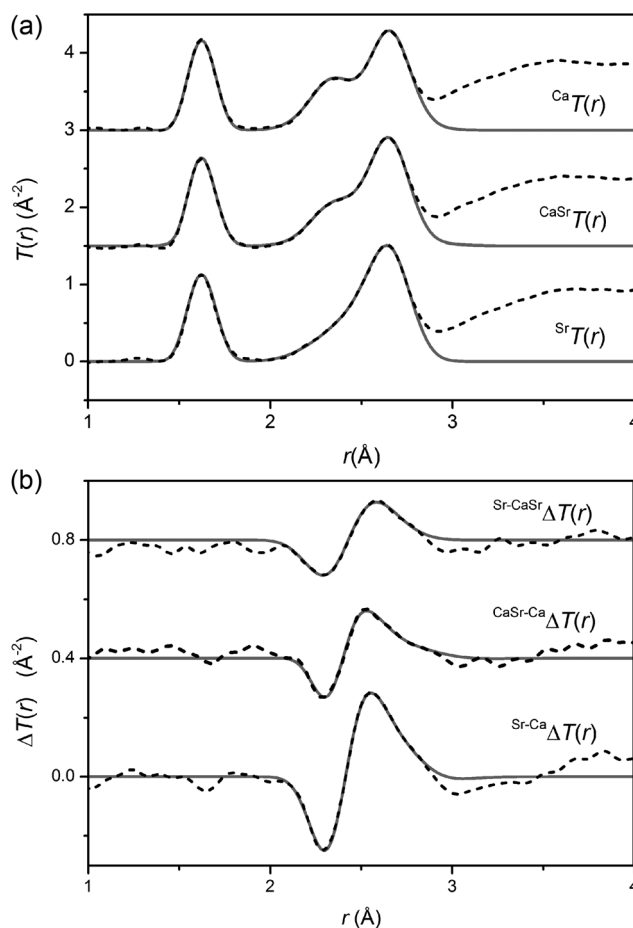 (a)
4
3
2
1
0
T(r) (Å⁻²)
ᶜᵃT(r)
ᶜᵃˢʳT(r)
ˢʳT(r)
1 2 3 4
r(Å)
(b)
0.8
0.4
0.0
ΔT(r) (Å⁻²)
ˢʳ⁻ᶜᵃˢʳΔT(r)
ᶜᵃˢʳ⁻ᶜᵃΔT(r)
ˢʳ⁻ᶜᵃΔT(r)
1 2 3 4
r (Å)